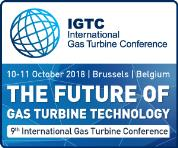 IGTC
International
Gas Turbine Conference
10-11 October 2018 | Brussels | Belgium
THE FUTURE OF
GAS TURBINE TECHNOLOGY
9th International Gas Turbine Conference